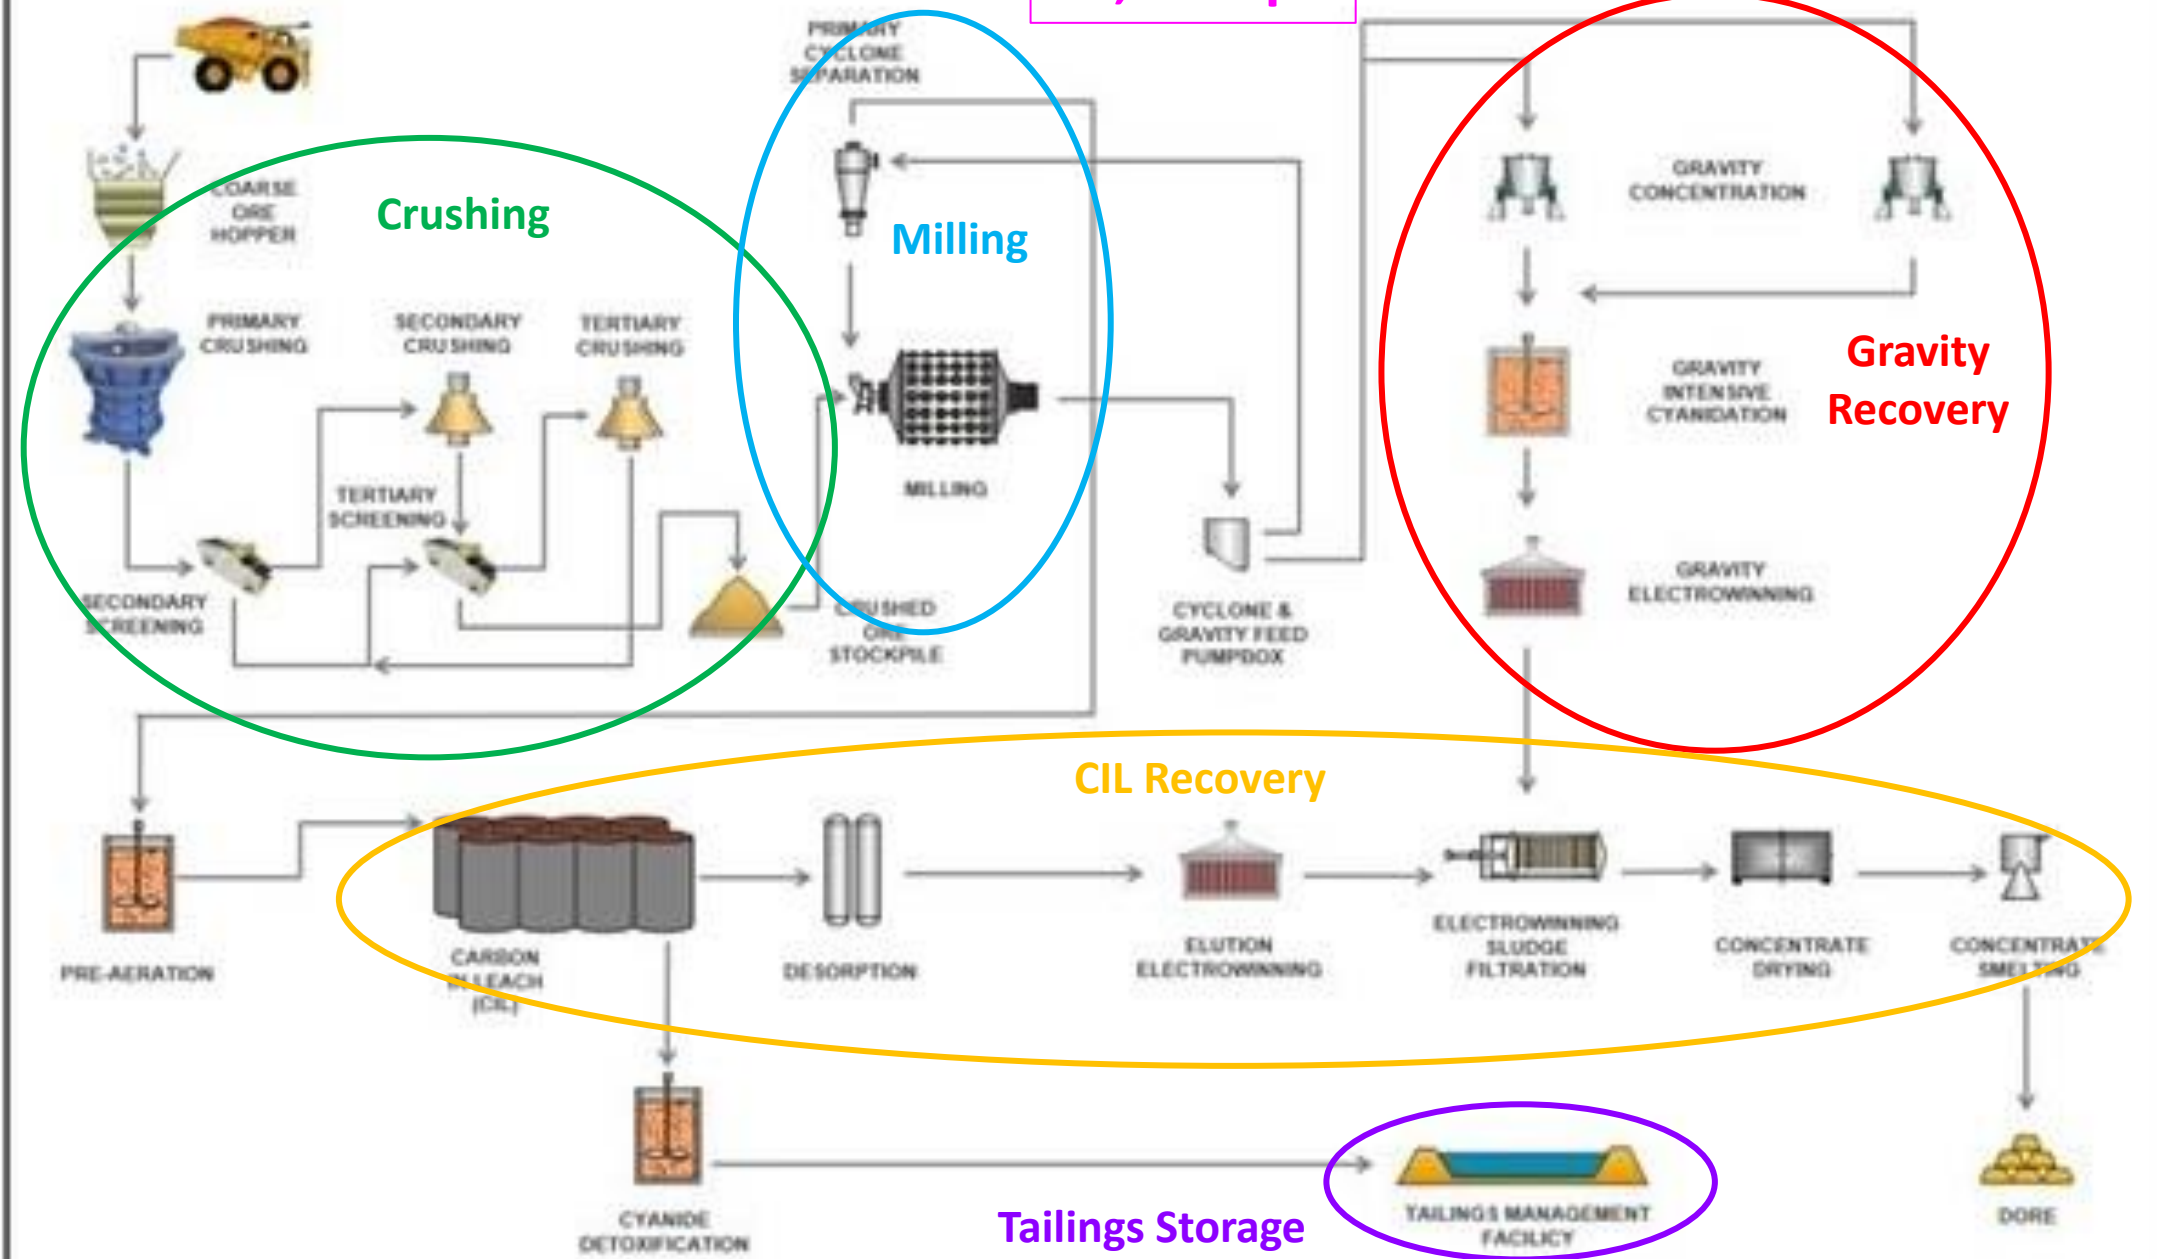 PRIMARY
CYCLONE
SEPARATION
COARSE
ORE
HOPPER
Crushing
Milling
GRAVITY
CONCENTRATION
PRIMARY
CRUSHING
SECONDARY
CRUSHING
TERTIARY
CRUSHING
Gravity
Recovery
GRAVITY
INTENSIVE
CYANIDATION
MILLING
TERTIARY
SCREENING
GRAVITY
ELECTROWINNING
SECONDARY
SCREENING
CRUSHED
ORE
STOCKPILE
CYCLONE &
GRAVITY FEED
PUMPBOX
CIL Recovery
PRE-AERATION
CARBON
IN LEACH
(CIL)
DESORPTION
ELUTION
ELECTROWINNING
ELECTROWINNING
SLUDGE
FILTRATION
CONCENTRATE
DRYING
CONCENTRATE
SMELTING
CYANIDE
DETOXIFICATION
Tailings Storage
TAILINGS MANAGEMENT
FACILICY
DORE